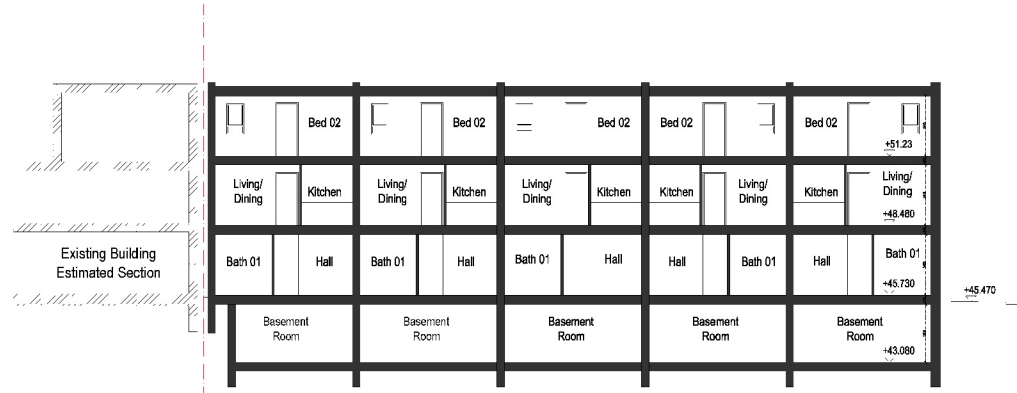 Bed 02 Bed 02 Bed 02 Bed 02 Bed 02
+51.23
Living/ Dining Kitchen Living/ Dining Kitchen Living/ Dining Kitchen Kitchen Living/ Dining Kitchen Living/ Dining
+48.480
Existing Building
Estimated Section
Bath 01 Hall Bath 01 Hall Bath 01 Hall Hall Bath 01 Hall Bath 01
+45.730
+45.470
Basement Basement Basement Basement Basement
Room Room Room Room Room
+43.080